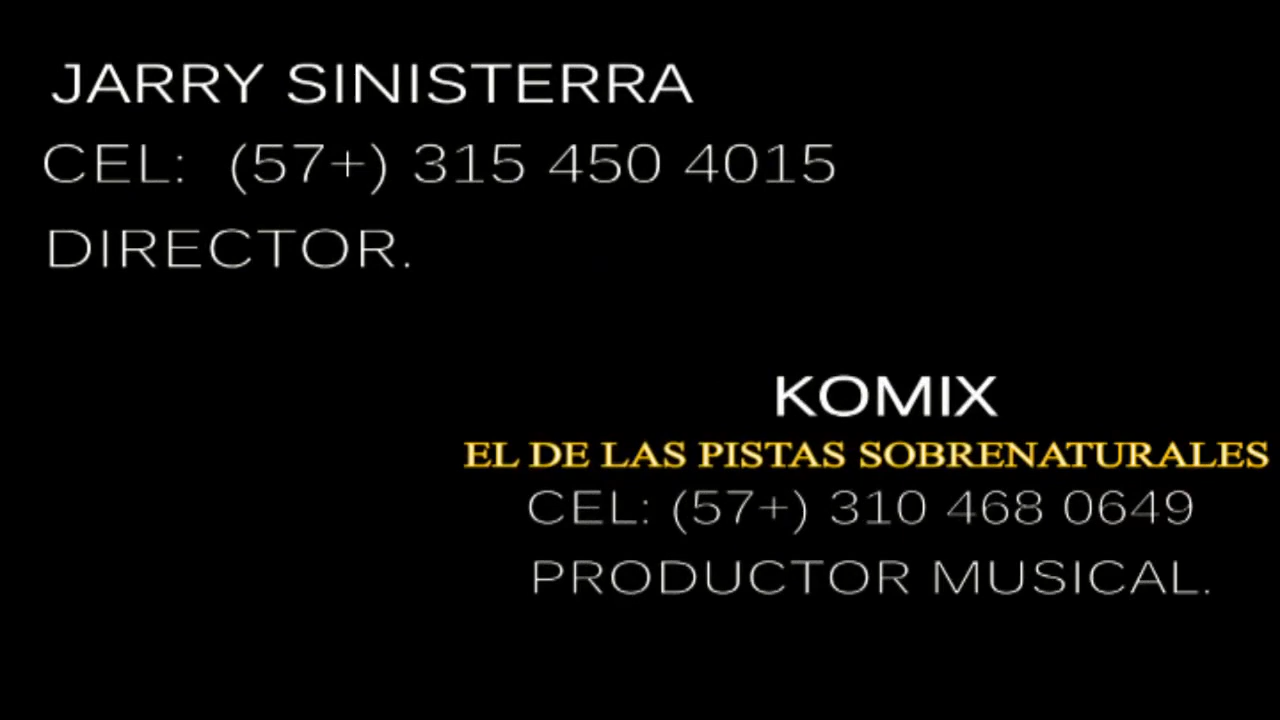 JARRY SINISTERRA
CEL: (57+) 315 450 4015
DIRECTOR.
KOMIX
EL DE LAS PISTAS SOBRENATURALES
CEL: (57+) 310 468 0649
PRODUCTOR MUSICAL.